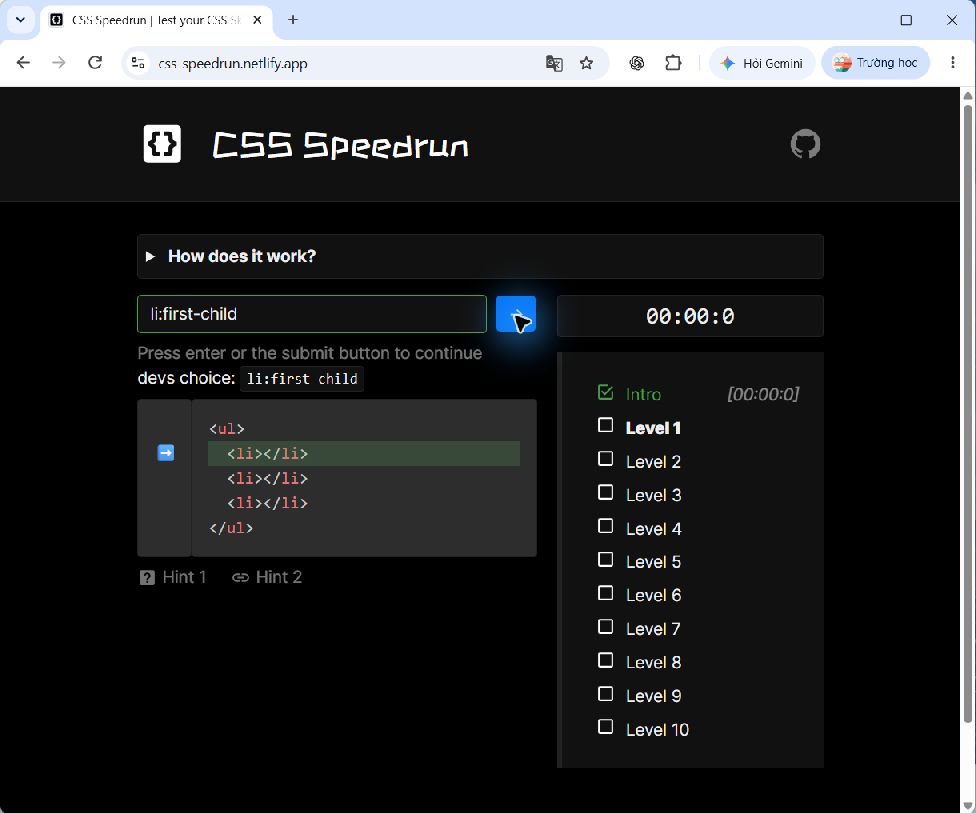 CSS Speedrun | Test your CSS Sk
css-speedrun.netlify.app
Hỏi Gemini
Trường học
CSS Speedrun
How does it work?
li:first-child
00:00:0
Press enter or the submit button to continue
devs choice: li:first child
Intro [00:00:0]
Level 1
<ul>
<li></li>
<li></li>
<li></li>
</ul>
Level 2
Level 3
Level 4
Level 5
Hint 1 Hint 2
Level 6
Level 7
Level 8
Level 9
Level 10